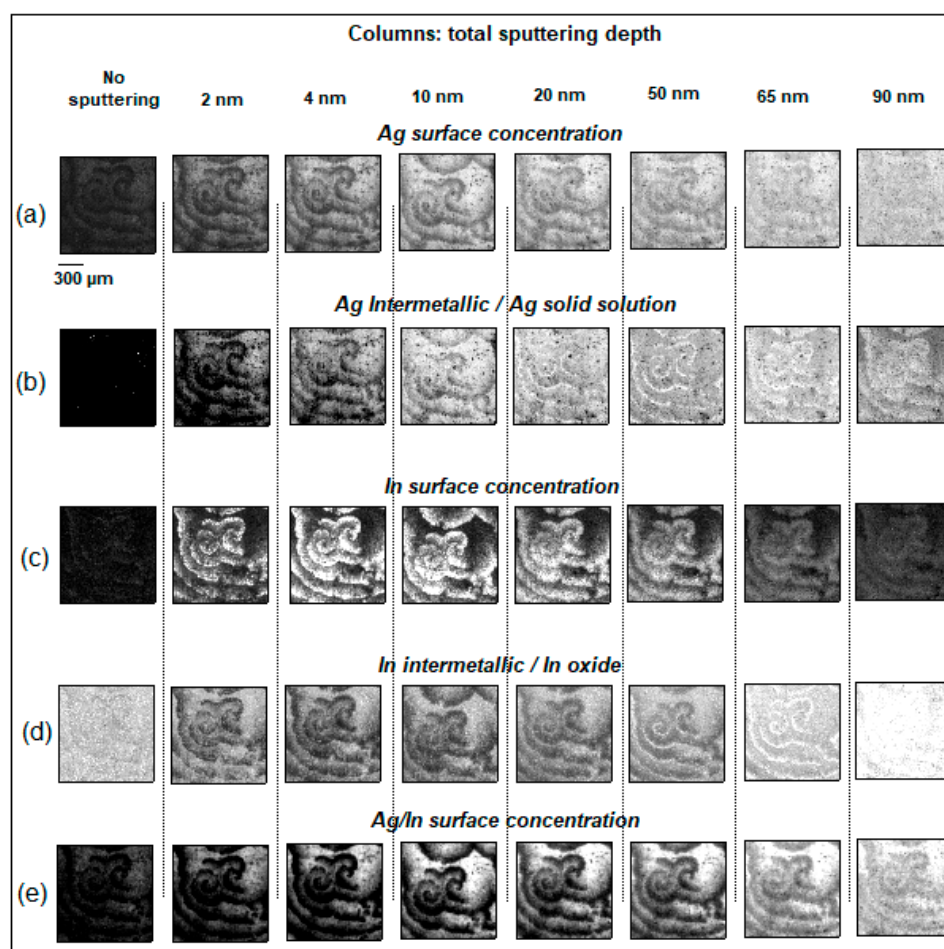 Columns: total sputtering depth
No
sputtering
2 nm
4 nm
10 nm
20 nm
50 nm
65 nm
90 nm
Ag surface concentration
(a)
300 µm
Ag Intermetallic / Ag solid solution
(b)
In surface concentration
(c)
In intermetallic / In oxide
(d)
Ag/In surface concentration
(e)